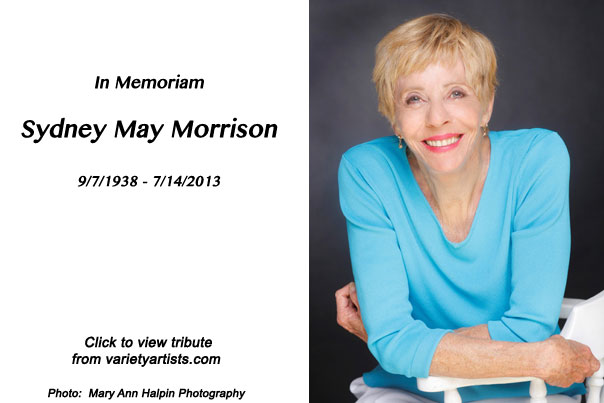 In Memoriam
Sydney May Morrison
9/7/1938 - 7/14/2013
Click to view tribute
from varietyartists.com
Photo:  Mary Ann Halpin Photography